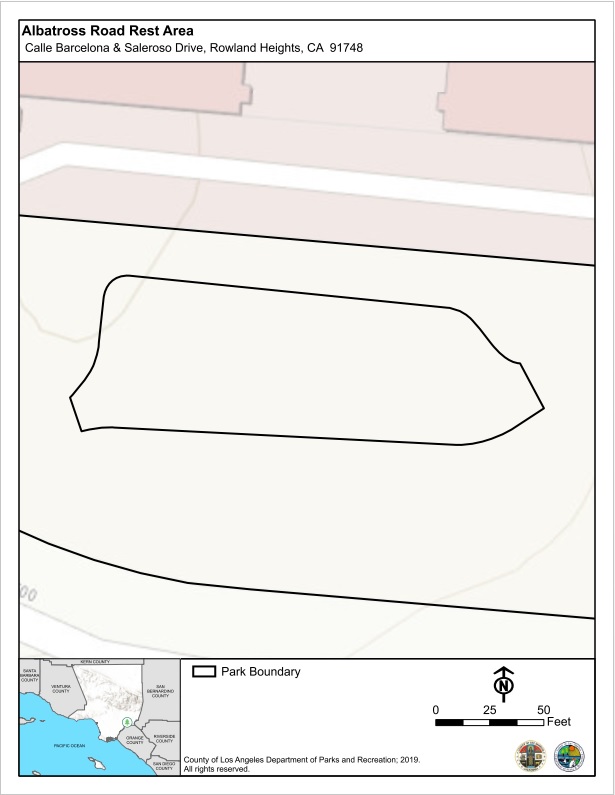 Albatross Road Rest Area
Calle Barcelona & Saleroso Drive, Rowland Heights, CA 91748
00
KERN COUNTY
SANTA
BARBARA
COUNTY
VENTURA
COUNTY
SAN
BERNARDINO
COUNTY
PACIFIC OCEAN
ORANGE
COUNTY
RIVERSIDE
COUNTY
SAN DIEGO
COUNTY
Park Boundary
N
0 25 50
Feet
County of Los Angeles Department of Parks and Recreation; 2019.
All rights reserved.